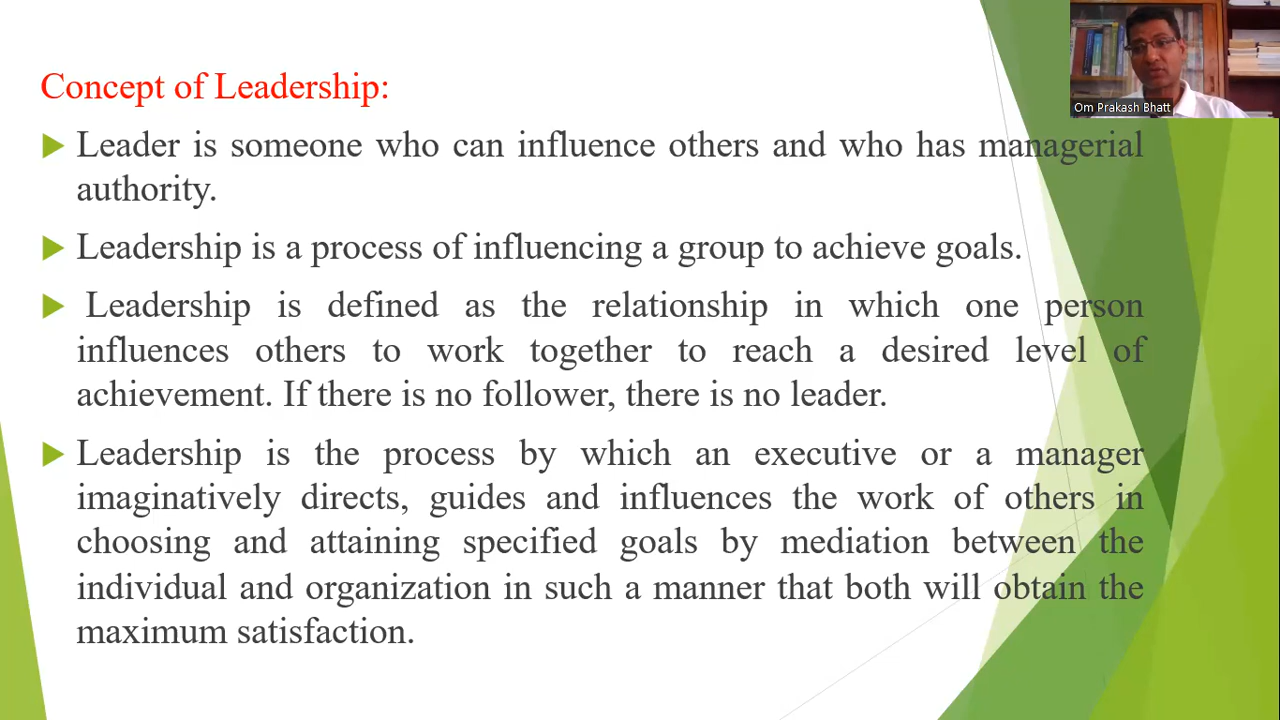 Concept of Leadership:
Leader is someone who can influence others and who has managerial
authority.
Leadership is a process of influencing a group to achieve goals.
Leadership is defined as the relationship in which one person
influences others to work together to reach a desired level of
achievement. If there is no follower, there is no leader.
Leadership is the process by which an executive or a manager
imaginatively directs, guides and influences the work of others in
choosing and attaining specified goals by mediation between the
individual and organization in such a manner that both will obtain the
maximum satisfaction.
Om Prakash Bhatt